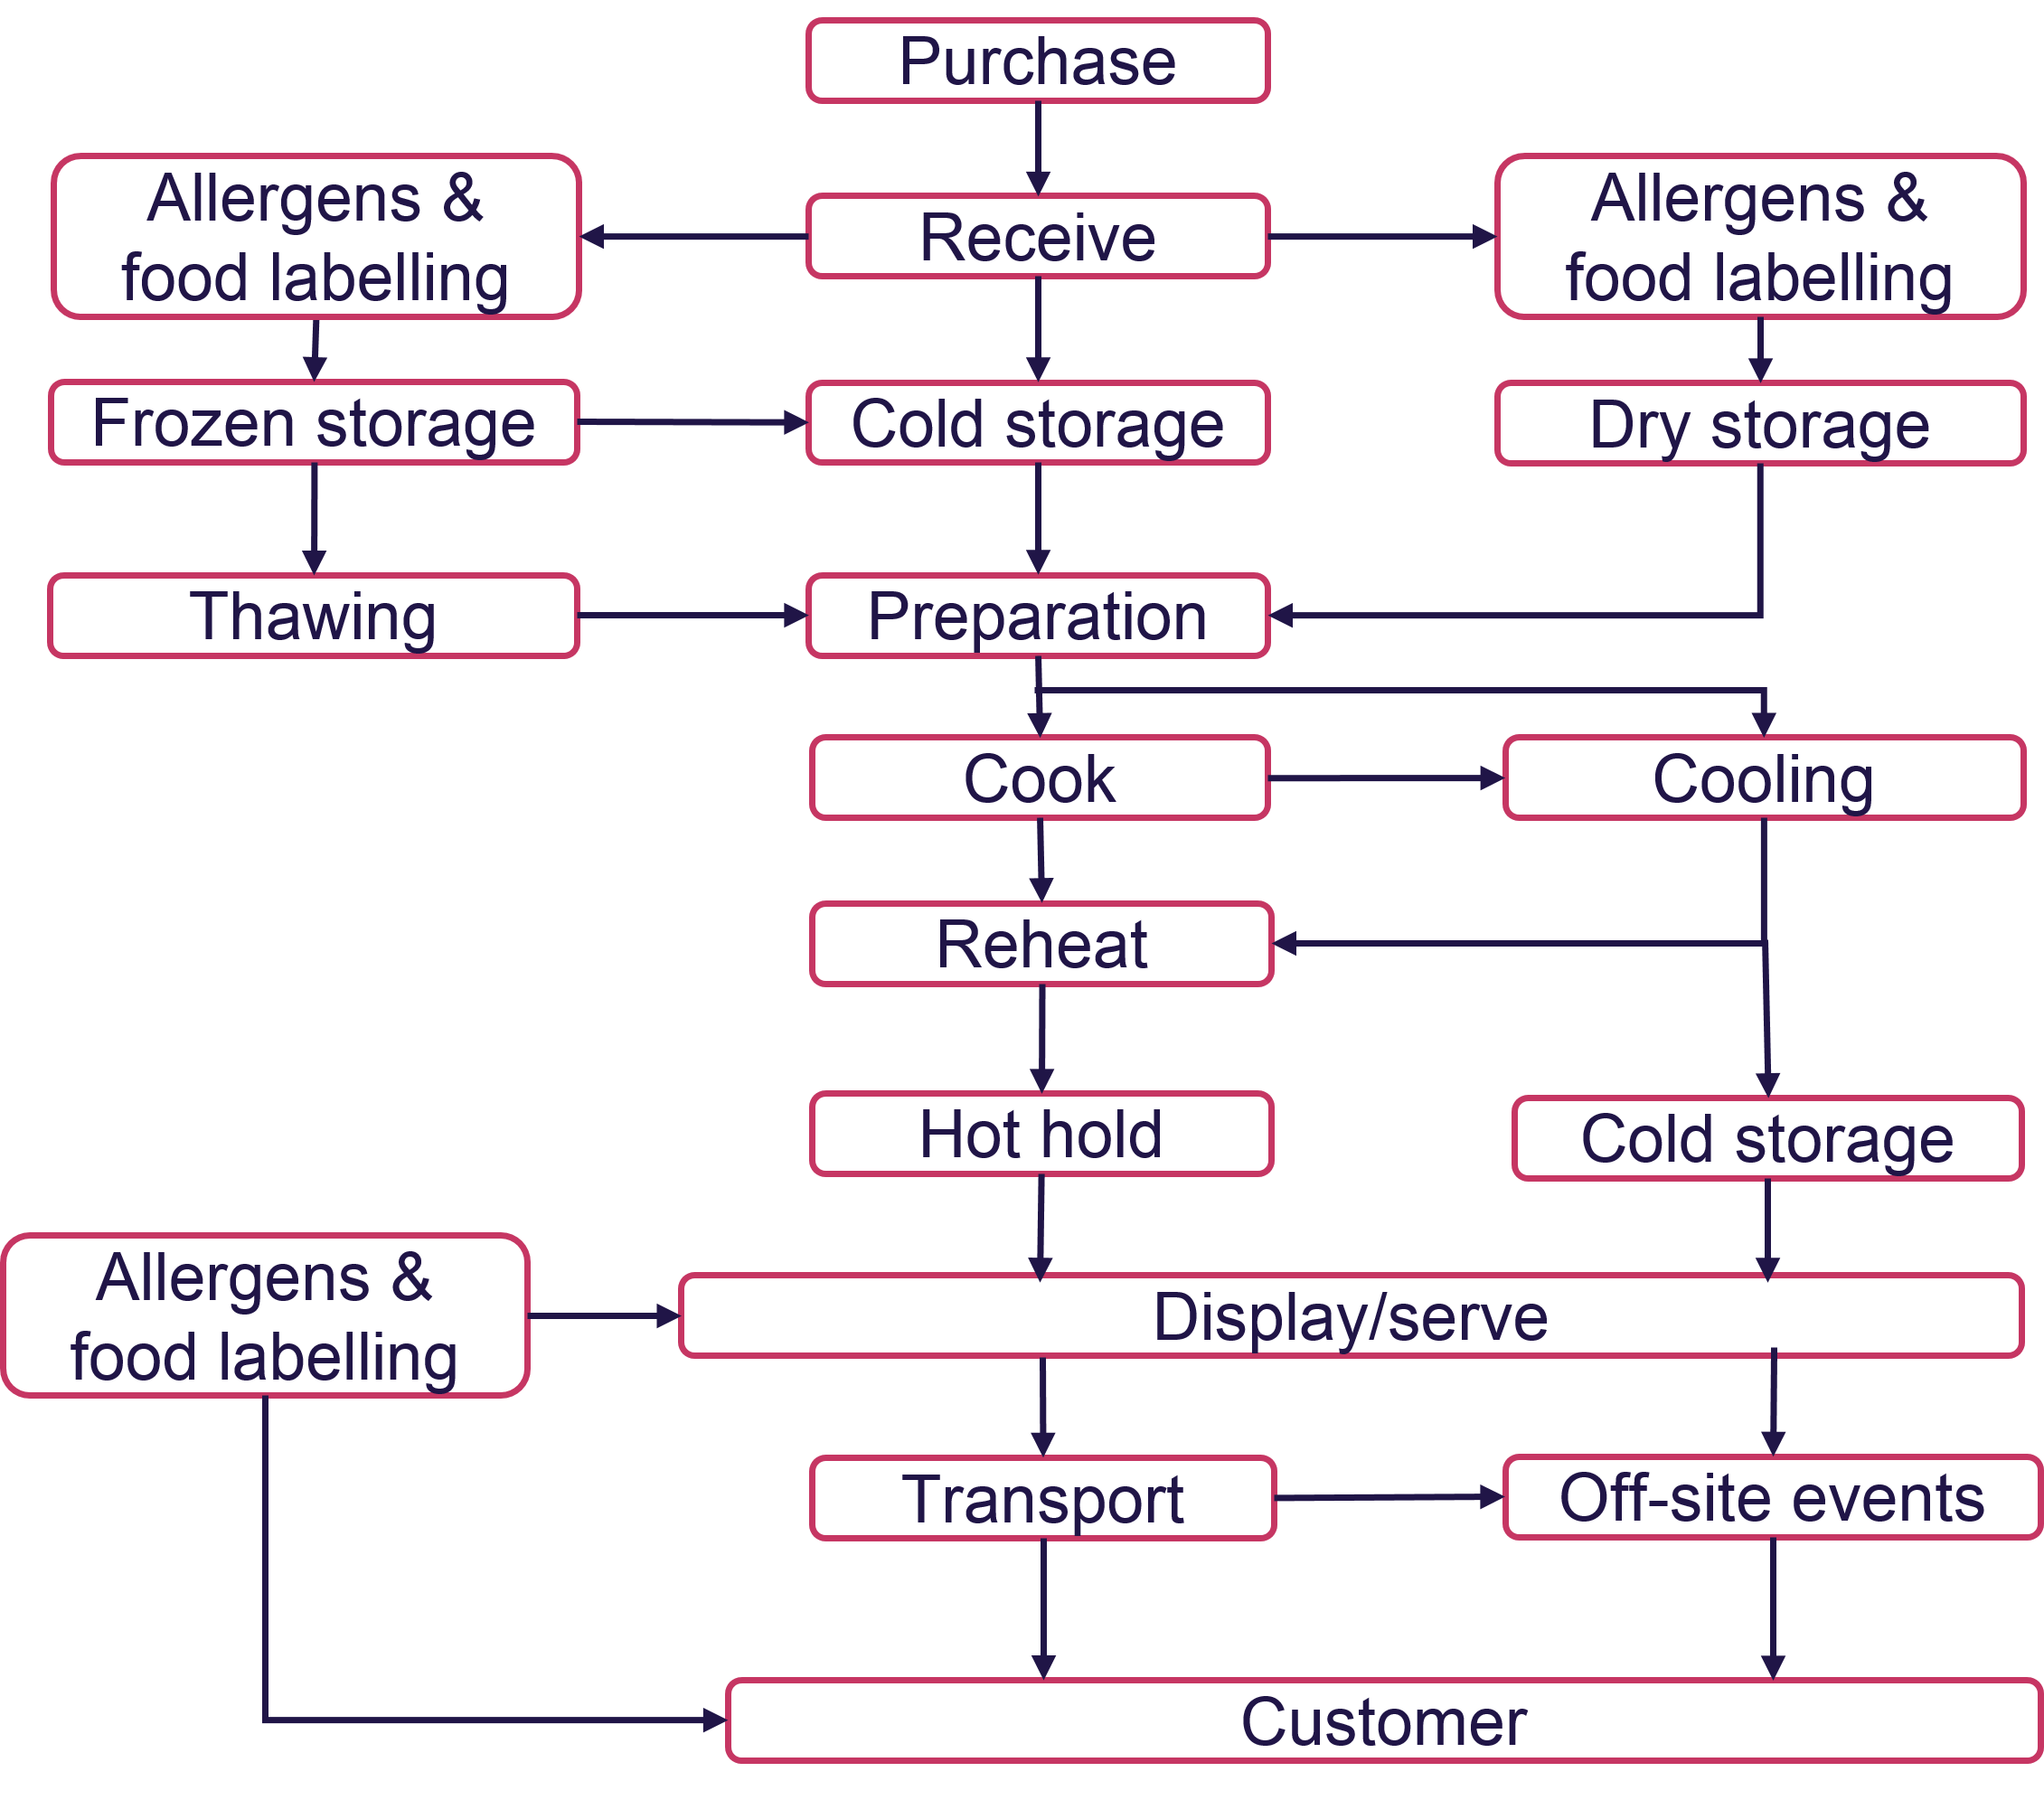 Purchase
Allergens &
food labelling
Receive
Allergens &
food labelling
Frozen storage
Cold storage
Dry storage
Thawing
Preparation
Cook
Cooling
Reheat
Hot hold
Cold storage
Allergens &
food labelling
Display/serve
Transport
Off-site events
Customer